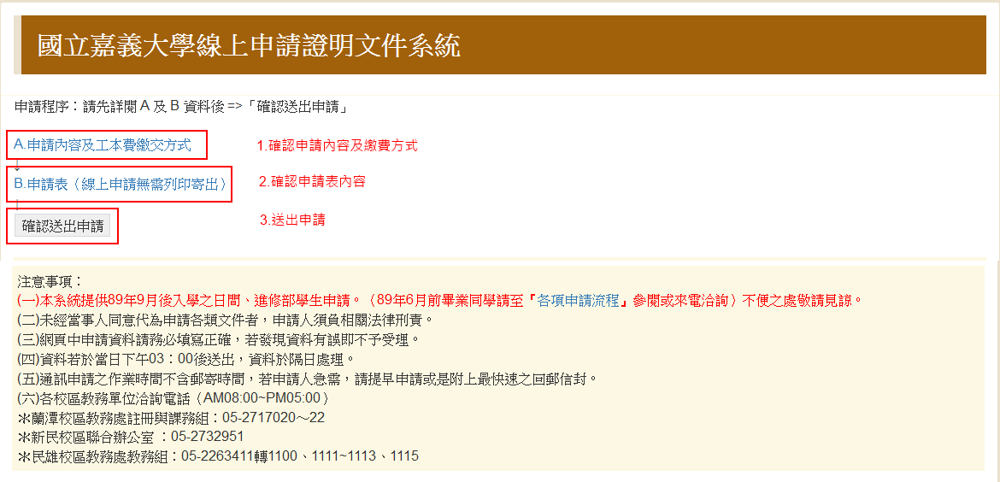 國立嘉義大學線上申請證明文件系統
申請程序：請先詳閱 A 及 B 資料後 =>「確認送出申請」
A.申請內容及工本費繳交方式
1.確認申請內容及繳費方式
↓
B.申請表（線上申請無需列印寄出）
2.確認申請表內容
確認送出申請
3.送出申請
注意事項：
(一)本系統提供89年9月後入學之日間、進修部學生申請。（89年6月前畢業同學請至『各項申請流程』參閱或來電洽詢）不便之處敬請見諒。
(二)未經當事人同意代為申請各類文件者，申請人須負相關法律刑責。
(三)網頁中申請資料請務必填寫正確，若發現資料有誤即不予受理。
(四)資料若於當日下午03：00後送出，資料於隔日處理。
(五)通訊申請之作業時間不含郵寄時間，若申請人急需，請提早申請或是附上最快速之回郵信封。
(六)各校區教務單位洽詢電話（AM08:00~PM05:00）
＊蘭潭校區教務處註冊與課務組：05-2717020～22
＊新民校區聯合辦公室 ：05-2732951
＊民雄校區教務處教務組：05-2263411轉1100、1111~1113、1115